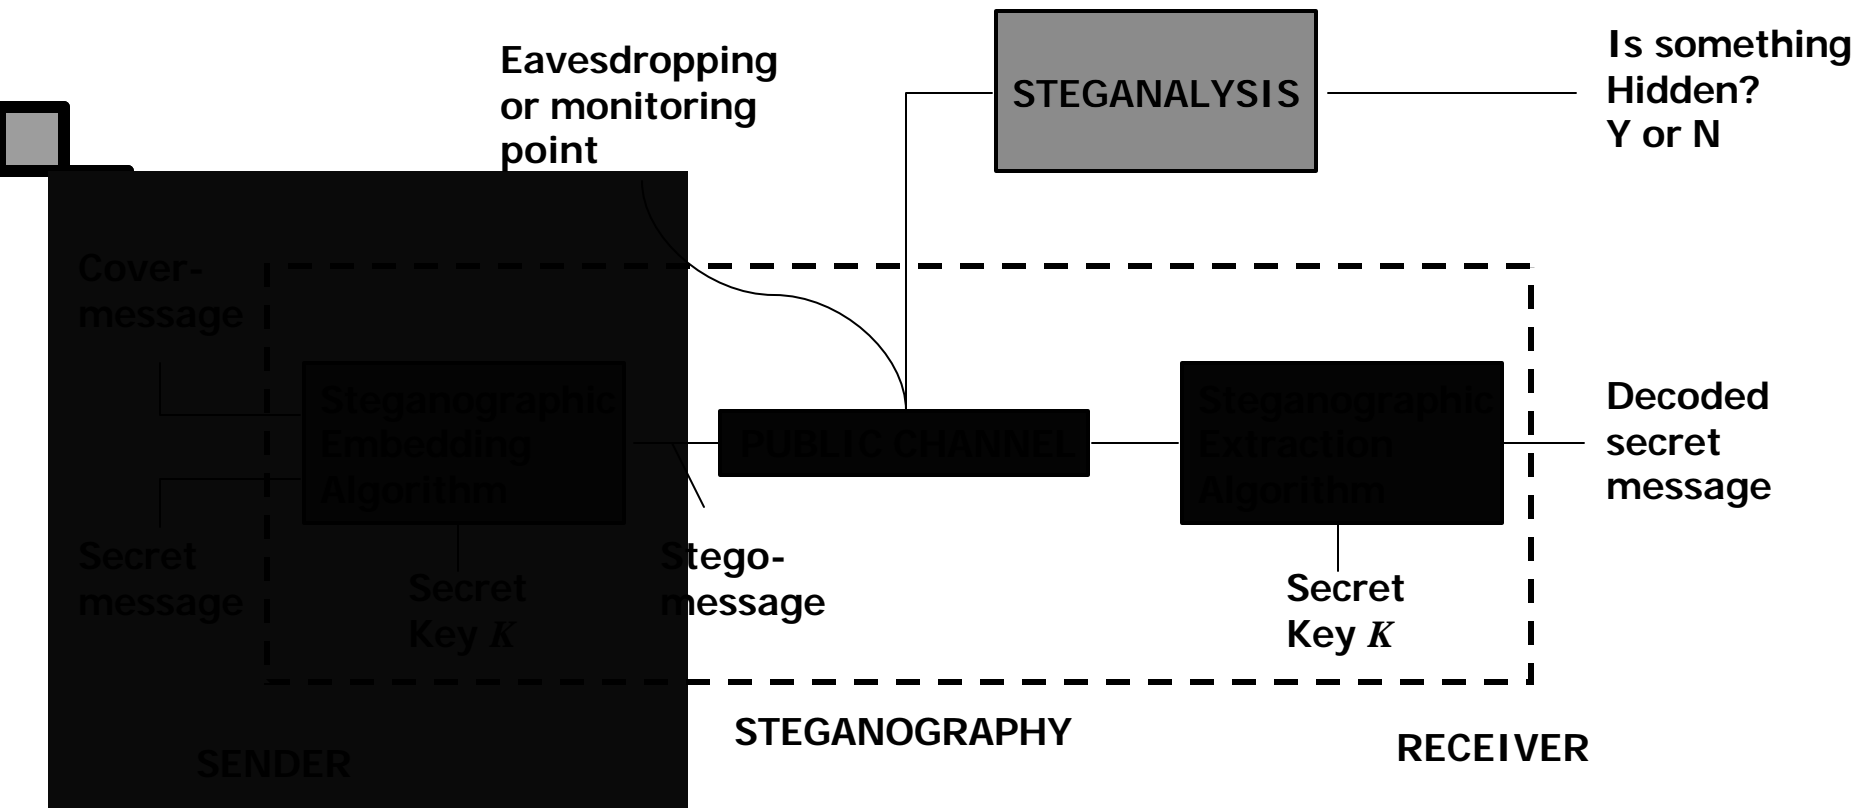 Eavesdropping
or monitoring
point
STEGANALYSIS
Is something
Hidden?
Y or N
Cover-
message
Steganographic
Embedding
Algorithm
PUBLIC CHANNEL
Steganographic
Extraction
Algorithm
Decoded
secret
message
Secret
message
Secret
Key K
Stego-
message
Secret
Key K
SENDER
STEGANOGRAPHY
RECEIVER